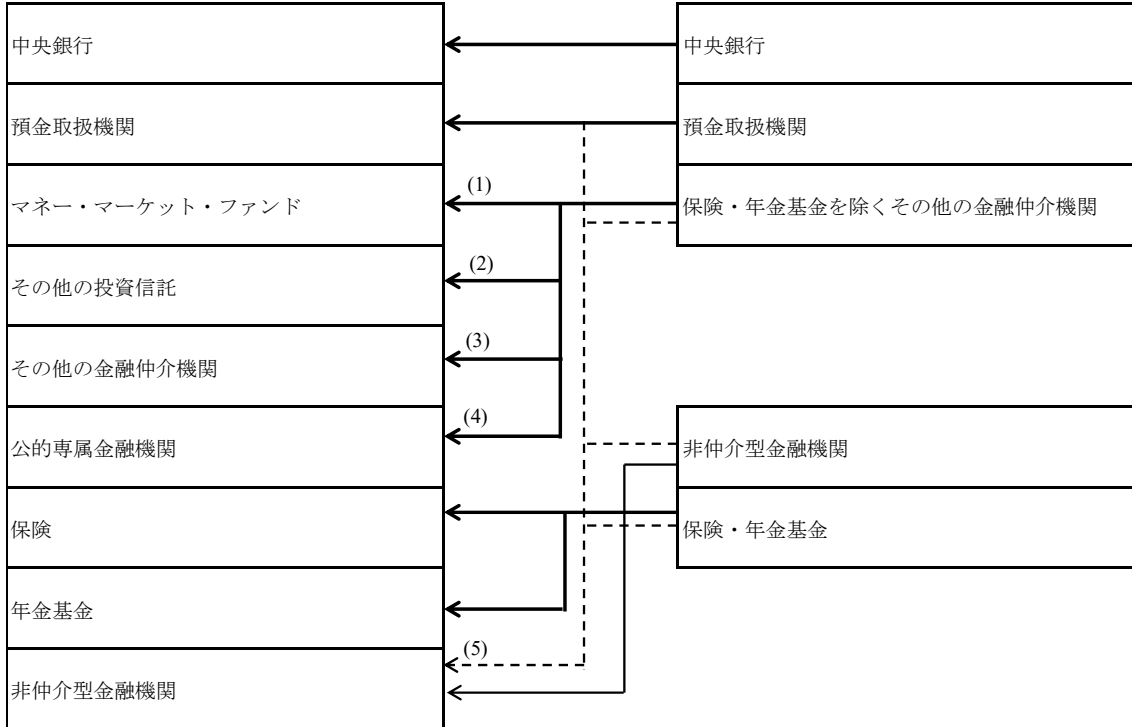 中央銀行
預金取扱機関
マネー・マーケット・ファンド
その他の投資信託
その他の金融仲介機関
公的専属金融機関
保険
年金基金
非仲介型金融機関
(1)
(2)
(3)
(4)
(5)
中央銀行
預金取扱機関
保険・年金基金を除くその他の金融仲介機関
非仲介型金融機関
保険・年金基金